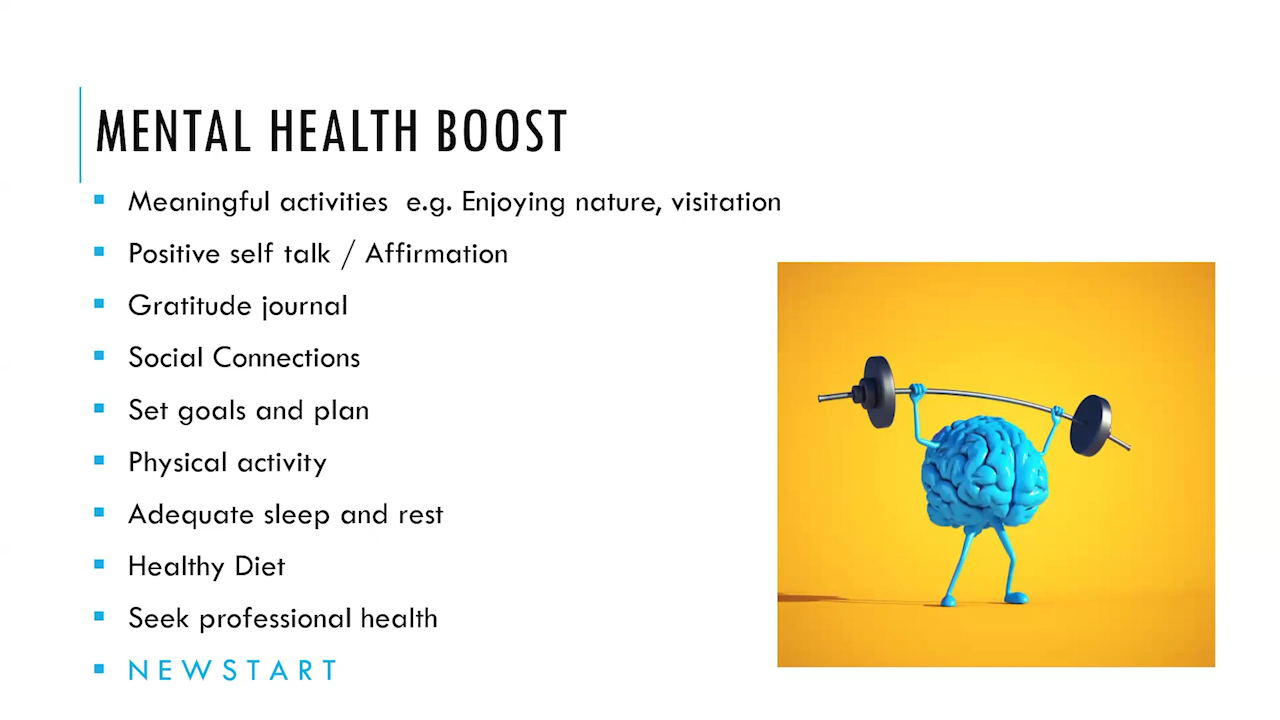 MENTAL HEALTH BOOST
Meaningful activities e.g. Enjoying nature, visitation
Positive self talk / Affirmation
Gratitude journal
Social Connections
Set goals and plan
Physical activity
Adequate sleep and rest
Healthy Diet
Seek professional health
N E W S T A R T